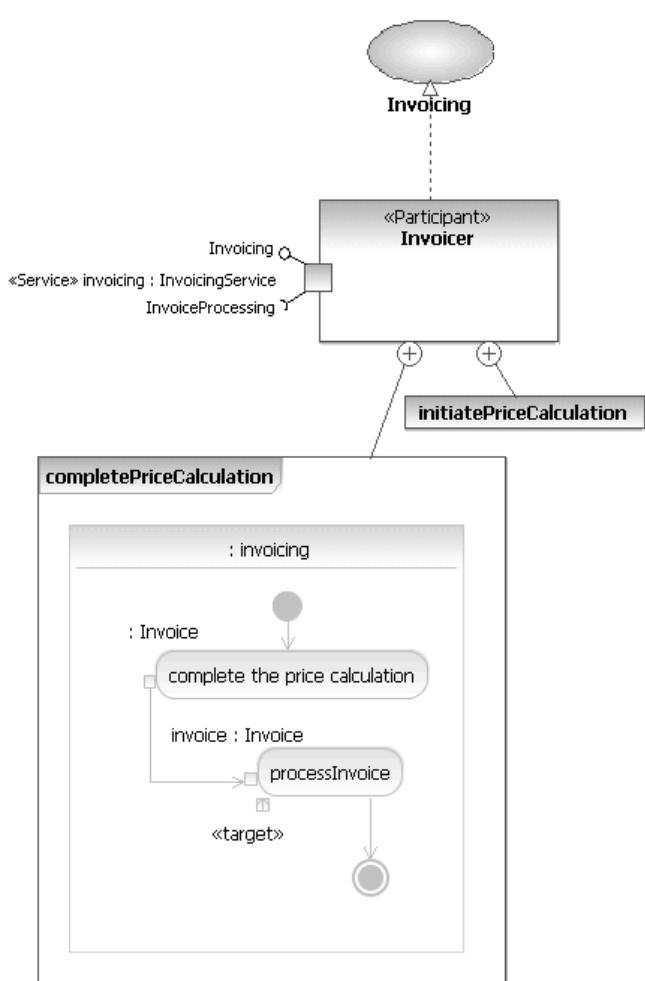 Invoicing
«Participant»
Invoicer
Invoicing
«Service» invoicing : InvoicingService
InvoiceProcessing
initiatePriceCalculation
completePriceCalculation
: invoicing
: Invoice
complete the price calculation
invoice : Invoice
processInvoice
«target»